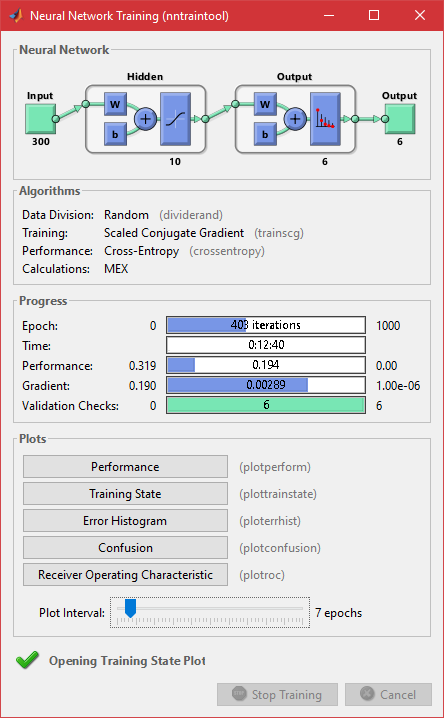 Neural Network Training (nntraintool)
Neural Network
Hidden
Output
Input
W
b
W
b
Output
300
10
6
6
Algorithms
Data Division: Random (dividerand)
Training: Scaled Conjugate Gradient (trainscg)
Performance: Cross-Entropy (crossentropy)
Calculations: MEX
Progress
Epoch: 0 403 iterations 1000
Time: 0:12:40
Performance: 0.319 0.194 0.00
Gradient: 0.190 0.00289 1.00e-06
Validation Checks: 0 6 6
Plots
Performance (plotperform)
Training State (plottrainstate)
Error Histogram (ploterrhist)
Confusion (plotconfusion)
Receiver Operating Characteristic (plotroc)
Plot Interval: 7 epochs
Opening Training State Plot
Stop Training Cancel